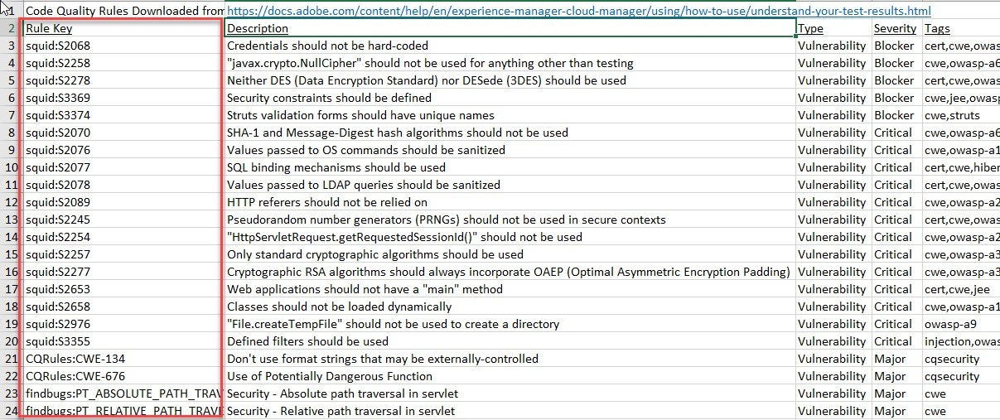 1 Code Quality Rules Downloaded from https://docs.adobe.com/content/help/en/experience-manager-cloud-manager/using/how-to-use/understand-your-test-results.html
2 Rule Key Description Type Severity Tags
3 squid:S2068 Credentials should not be hard-coded Vulnerability Blocker cert,cwe,owas
4 squid:S2258 "javax.crypto.NullCipher" should not be used for anything other than testing Vulnerability Blocker cwe,owasp-a6
5 squid:S2278 Neither DES (Data Encryption Standard) nor DESede (3DES) should be used Vulnerability Blocker cert,cwe,owas
6 squid:S3369 Security constraints should be defined Vulnerability Blocker cwe,jee,owasp
7 squid:S3374 Struts validation forms should have unique names Vulnerability Blocker cwe,struts
8 squid:S2070 SHA-1 and Message-Digest hash algorithms should not be used Vulnerability Critical cwe,owasp-a6
9 squid:S2076 Values passed to OS commands should be sanitized Vulnerability Critical cwe,owasp-a1
10 squid:S2077 SQL binding mechanisms should be used Vulnerability Critical cert,cwe,hiber
11 squid:S2078 Values passed to LDAP queries should be sanitized Vulnerability Critical cert,cwe,owas
12 squid:S2089 HTTP referers should not be relied on Vulnerability Critical cwe,owasp-a2
13 squid:S2245 Pseudorandom number generators (PRNGs) should not be used in secure contexts Vulnerability Critical cert,cwe,owas
14 squid:S2254 "HttpServletRequest.getRequestedSessionId()" should not be used Vulnerability Critical cwe,owasp-a2
15 squid:S2257 Only standard cryptographic algorithms should be used Vulnerability Critical cwe,owasp-a3
16 squid:S2277 Cryptographic RSA algorithms should always incorporate OAEP (Optimal Asymmetric Encryption Padding) Vulnerability Critical cwe,owasp-a3
17 squid:S2653 Web applications should not have a "main" method Vulnerability Critical cert,cwe,jee
18 squid:S2658 Classes should not be loaded dynamically Vulnerability Critical cwe,owasp-a1
19 squid:S2976 "File.createTempFile" should not be used to create a directory Vulnerability Critical owasp-a9
20 squid:S3355 Defined filters should be used Vulnerability Critical injection,owas
21 CQRules:CWE-134 Don't use format strings that may be externally-controlled Vulnerability Major cqsecurity
22 CQRules:CWE-676 Use of Potentially Dangerous Function Vulnerability Major cqsecurity
23 findbugs:PT_ABSOLUTE_PATH_TRAV Security - Absolute path traversal in servlet Vulnerability Major cwe
24 findbugs:PT_RELATIVE_PATH_TRAVE Security - Relative path traversal in servlet Vulnerability Major cwe